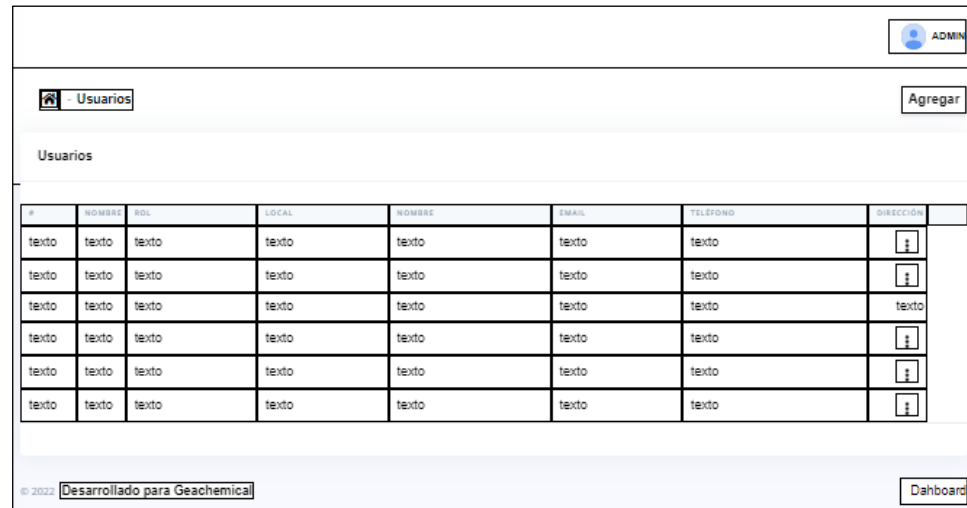 ADMIN
- Usuarios
Agregar
Usuarios
# NOMBRE ROL LOCAL NOMBRE EMAIL TELÉFONO DIRECCIÓN
texto texto texto texto texto texto texto
texto texto texto texto texto texto texto
texto texto texto texto texto texto texto texto
texto texto texto texto texto texto texto
texto texto texto texto texto texto texto
texto texto texto texto texto texto texto
© 2022 Desarrollado para Geachemical
Dahboard